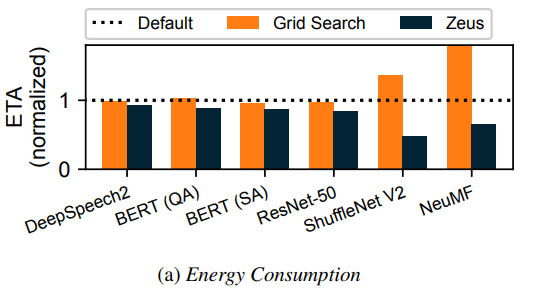 Default Grid Search Zeus
ETA
(normalized)
1
0
DeepSpeech2
BERT (QA)
BERT (SA)
ResNet-50
ShuffleNet V2
NeuMF
(a) Energy Consumption